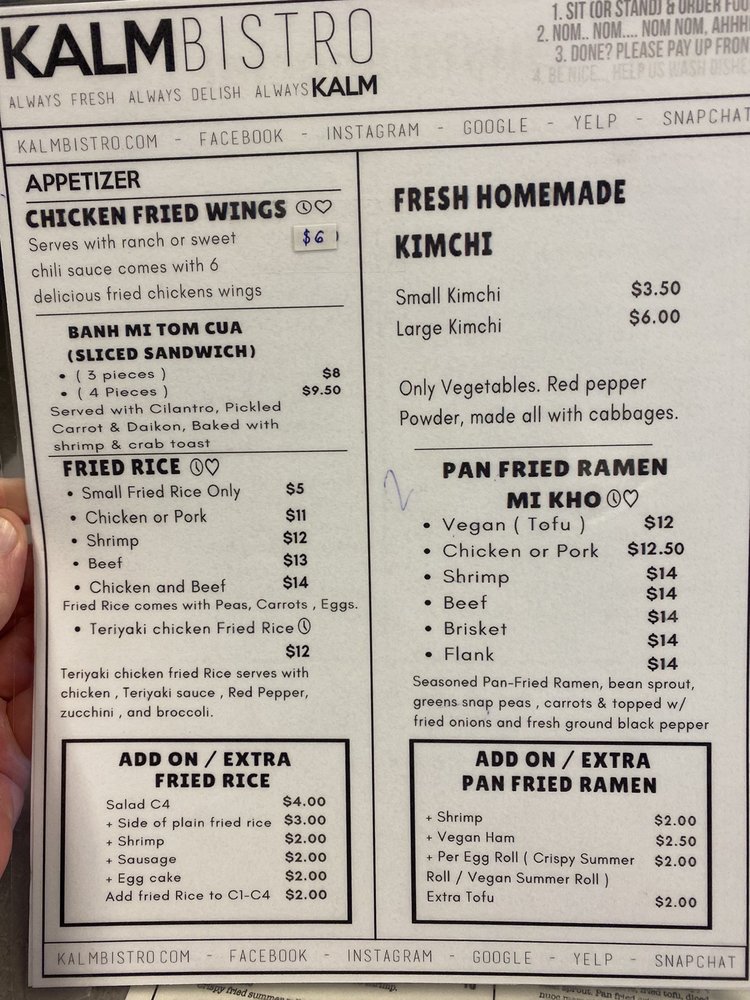 KALM BISTRO
ALWAYS FRESH ALWAYS DELISH ALWAYS KALM
1. SIT (OR STAND) & ORDER
2. NOM.. NOM.... NOM NOM,
3. DONE? PLEASE PAY UP
4. BE NICE... HELP US WASH
KALMBISTRO.COM - FACEBOOK - INSTAGRAM - GOOGLE - YELP - SNAPCHAT
APPETIZER
CHICKEN FRIED WINGS
Serves with ranch or sweet
$6
chili sauce comes with 6
delicious fried chickens wings
BANH MI TOM CUA
(SLICED SANDWICH)
• ( 3 pieces ) $8
• ( 4 Pieces ) $9.50
Served with Cilantro, Pickled
Carrot & Daikon, Baked with
shrimp & crab toast
FRIED RICE
• Small Fried Rice Only $5
• Chicken or Pork $11
• Shrimp $12
• Beef $13
• Chicken and Beef $14
Fried Rice comes with Peas, Carrots , Eggs.
• Teriyaki chicken Fried Rice
$12
Teriyaki chicken fried Rice serves with
chicken , Teriyaki sauce , Red Pepper,
zucchini , and broccoli.
ADD ON / EXTRA
FRIED RICE
Salad C4 $4.00
+ Side of plain fried rice $3.00
+ Shrimp $2.00
+ Sausage $2.00
+ Egg cake $2.00
Add fried Rice to C1-C4 $2.00
FRESH HOMEMADE
KIMCHI
Small Kimchi $3.50
Large Kimchi $6.00
Only Vegetables. Red pepper
Powder, made all with cabbages.
2
PAN FRIED RAMEN
MI KHO
• Vegan ( Tofu ) $12
• Chicken or Pork $12.50
• Shrimp $14
• Beef $14
• Brisket $14
• Flank $14
$14
Seasoned Pan-Fried Ramen, bean sprout,
greens snap peas , carrots & topped w/
fried onions and fresh ground black pepper
ADD ON / EXTRA
PAN FRIED RAMEN
+ Shrimp $2.00
+ Vegan Ham $2.50
+ Per Egg Roll ( Crispy Summer $2.00
Roll / Vegan Summer Roll )
Extra Tofu $2.00
KALMBISTRO.COM - FACEBOOK - INSTAGRAM - GOOGLE - YELP - SNAPCHAT